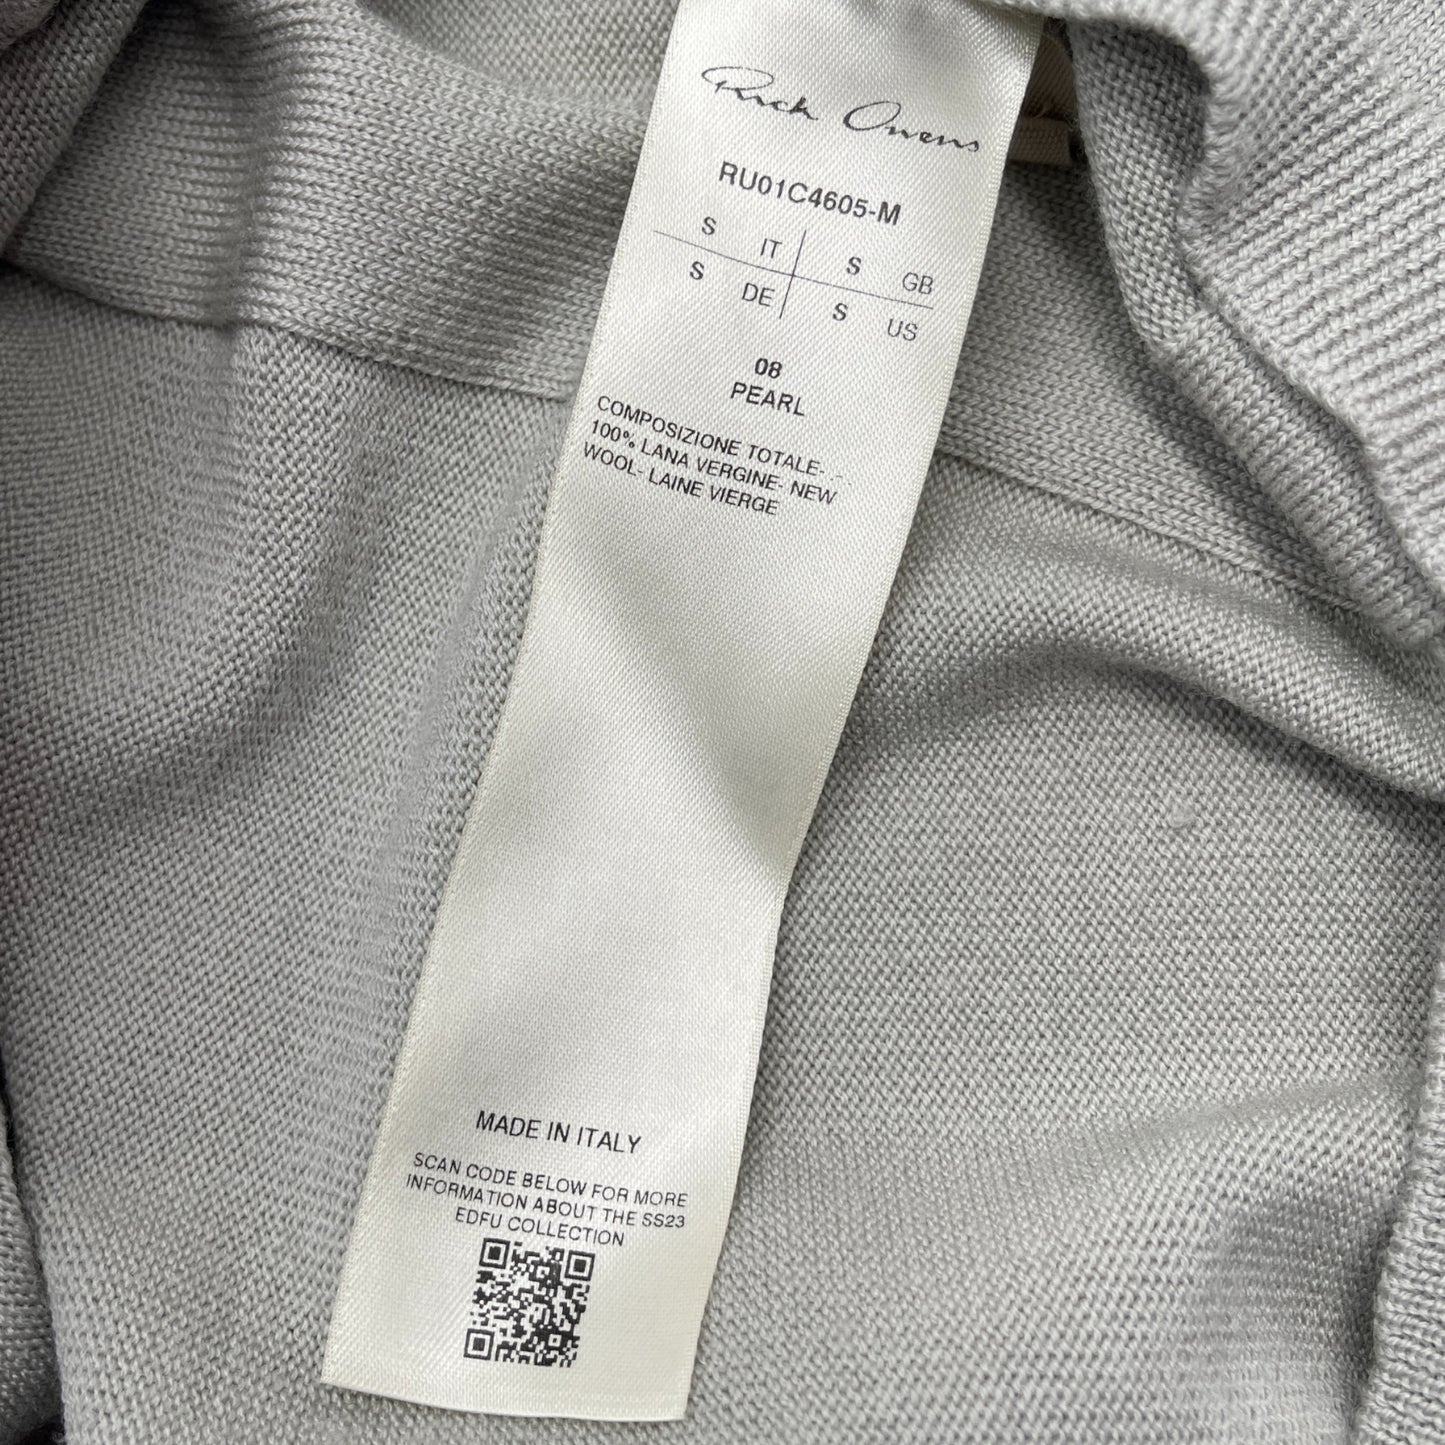 Rick Owens
RU01C4605-M
S IT S GB
S DE S US
08
PEARL
COMPOSIZIONE TOTALE- -
100% LANA VERGINE- NEW
WOOL- LAINE VIERGE
MADE IN ITALY
SCAN CODE BELOW FOR MORE
INFORMATION ABOUT THE SS23
EDFU COLLECTION